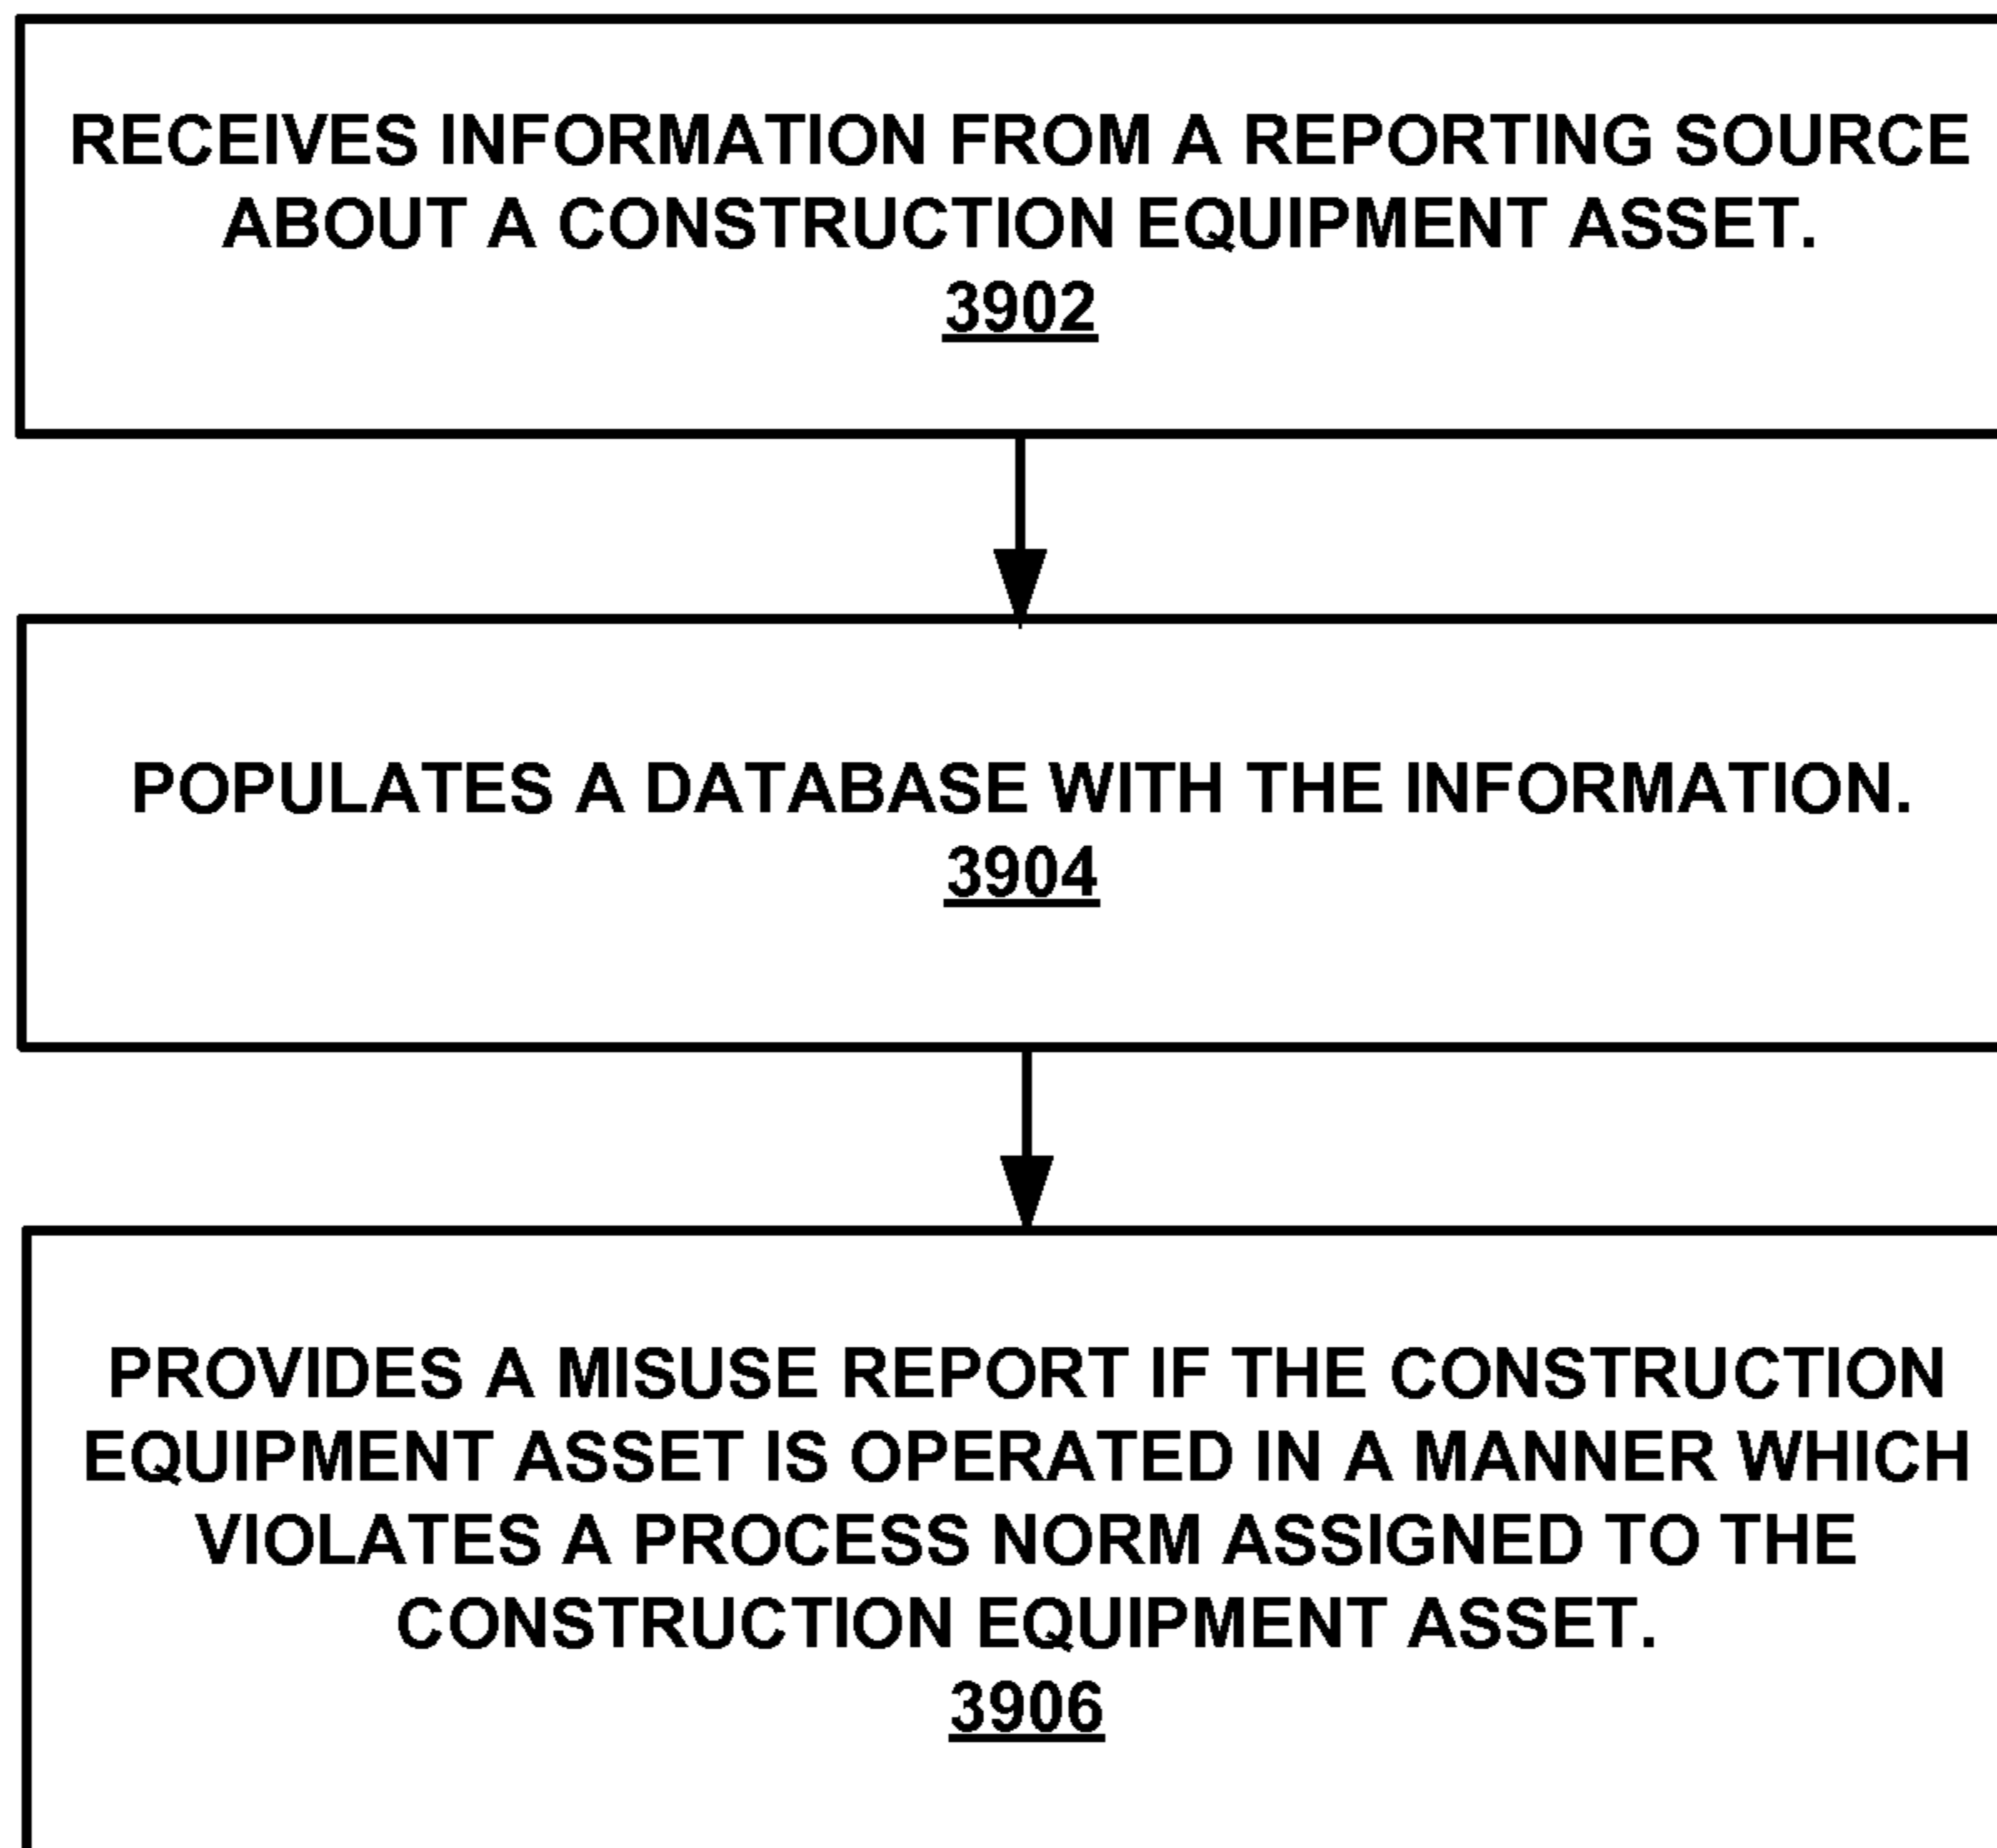 RECEIVES INFORMATION FROM A REPORTING SOURCE
ABOUT A CONSTRUCTION EQUIPMENT ASSET.
3902
POPULATES A DATABASE WITH THE INFORMATION.
3904
PROVIDES A MISUSE REPORT IF THE CONSTRUCTION
EQUIPMENT ASSET IS OPERATED IN A MANNER WHICH
VIOLATES A PROCESS NORM ASSIGNED TO THE
CONSTRUCTION EQUIPMENT ASSET.
3906